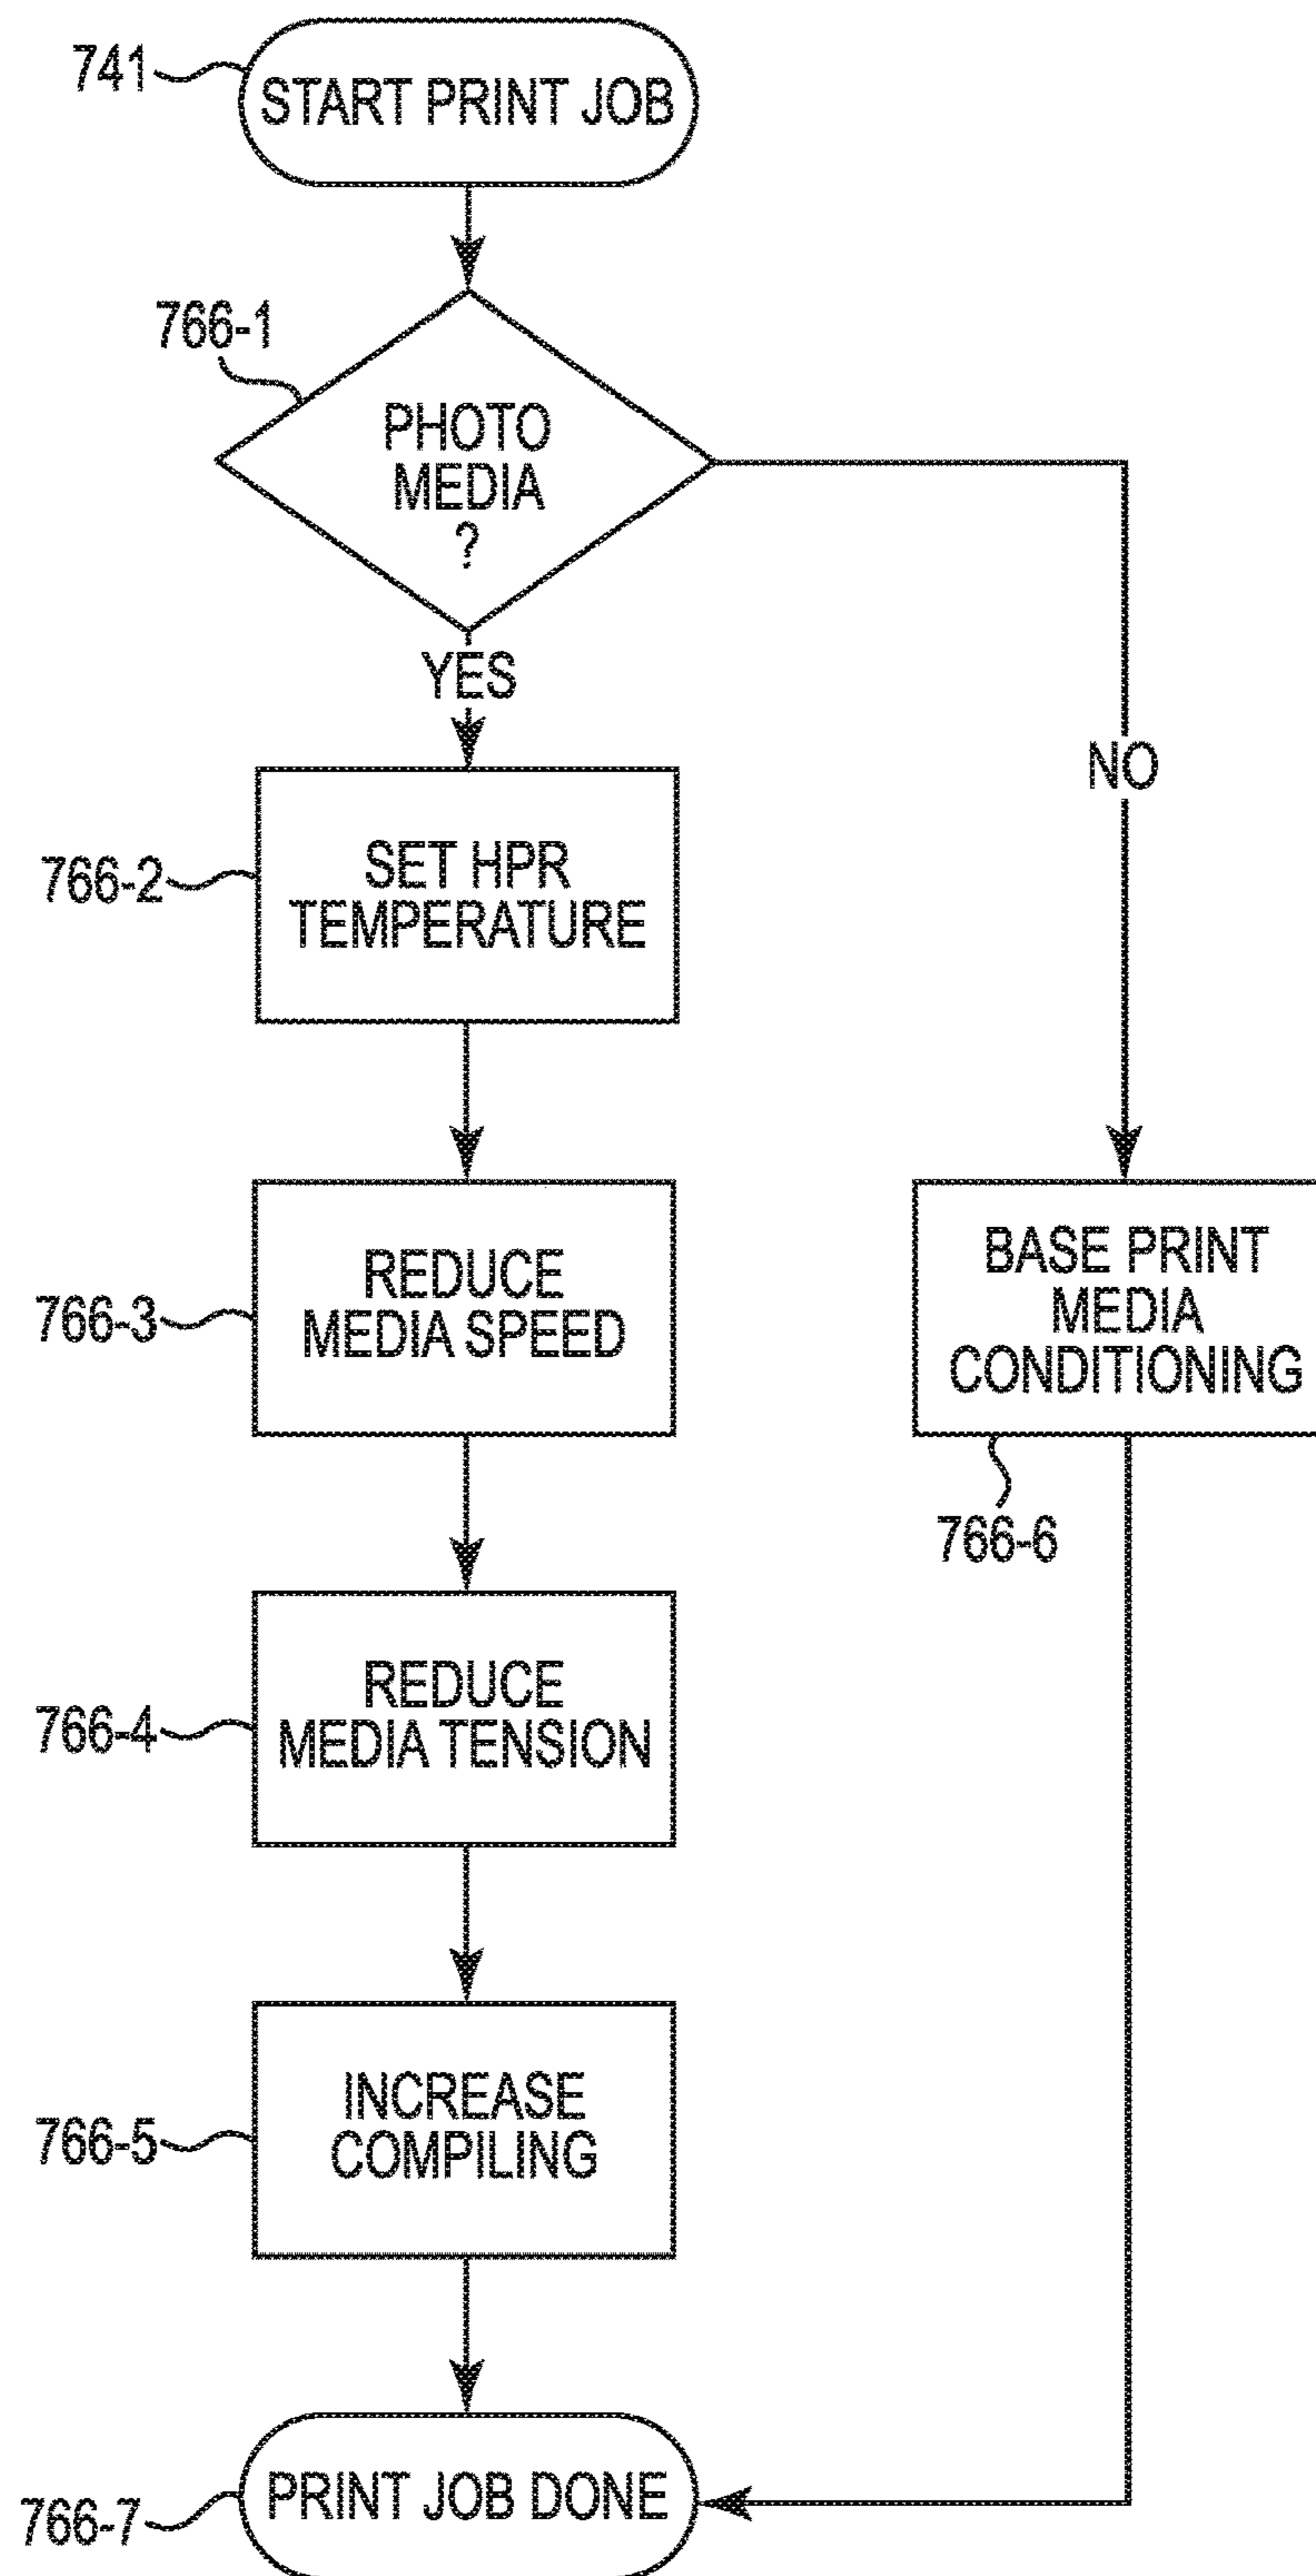 741
START PRINT JOB
766-1
PHOTO
MEDIA
?
YES
NO
766-2
SET HPR
TEMPERATURE
766-3
REDUCE
MEDIA SPEED
BASE PRINT
MEDIA
CONDITIONING
766-6
766-4
REDUCE
MEDIA TENSION
766-5
INCREASE
COMPILING
766-7
PRINT JOB DONE